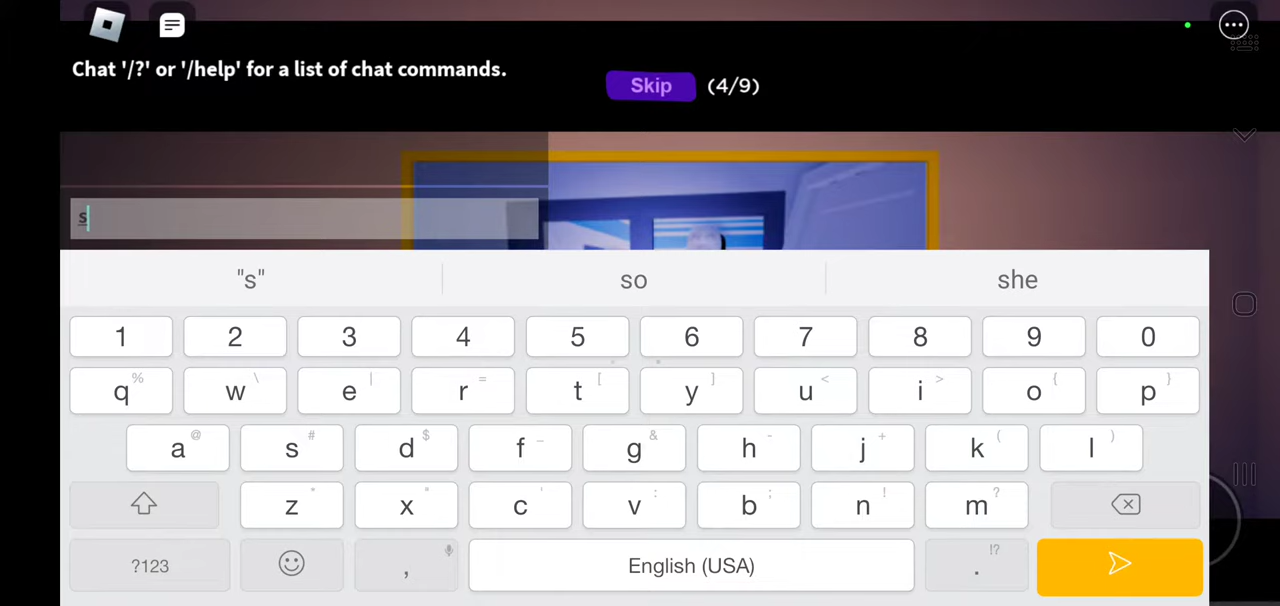 Chat '/?' or '/help' for a list of chat commands.
Skip (4/9)
s
"s" so she
1 2 3 4 5 6 7 8 9 0
% \ | = [ ] < > { }
q w e r t y u i o p
@ # $ _ & - + ( )
a s d f g h j k l
* " ' : ; ! ?
z x c v b n m
!?
?123 , English (USA) .